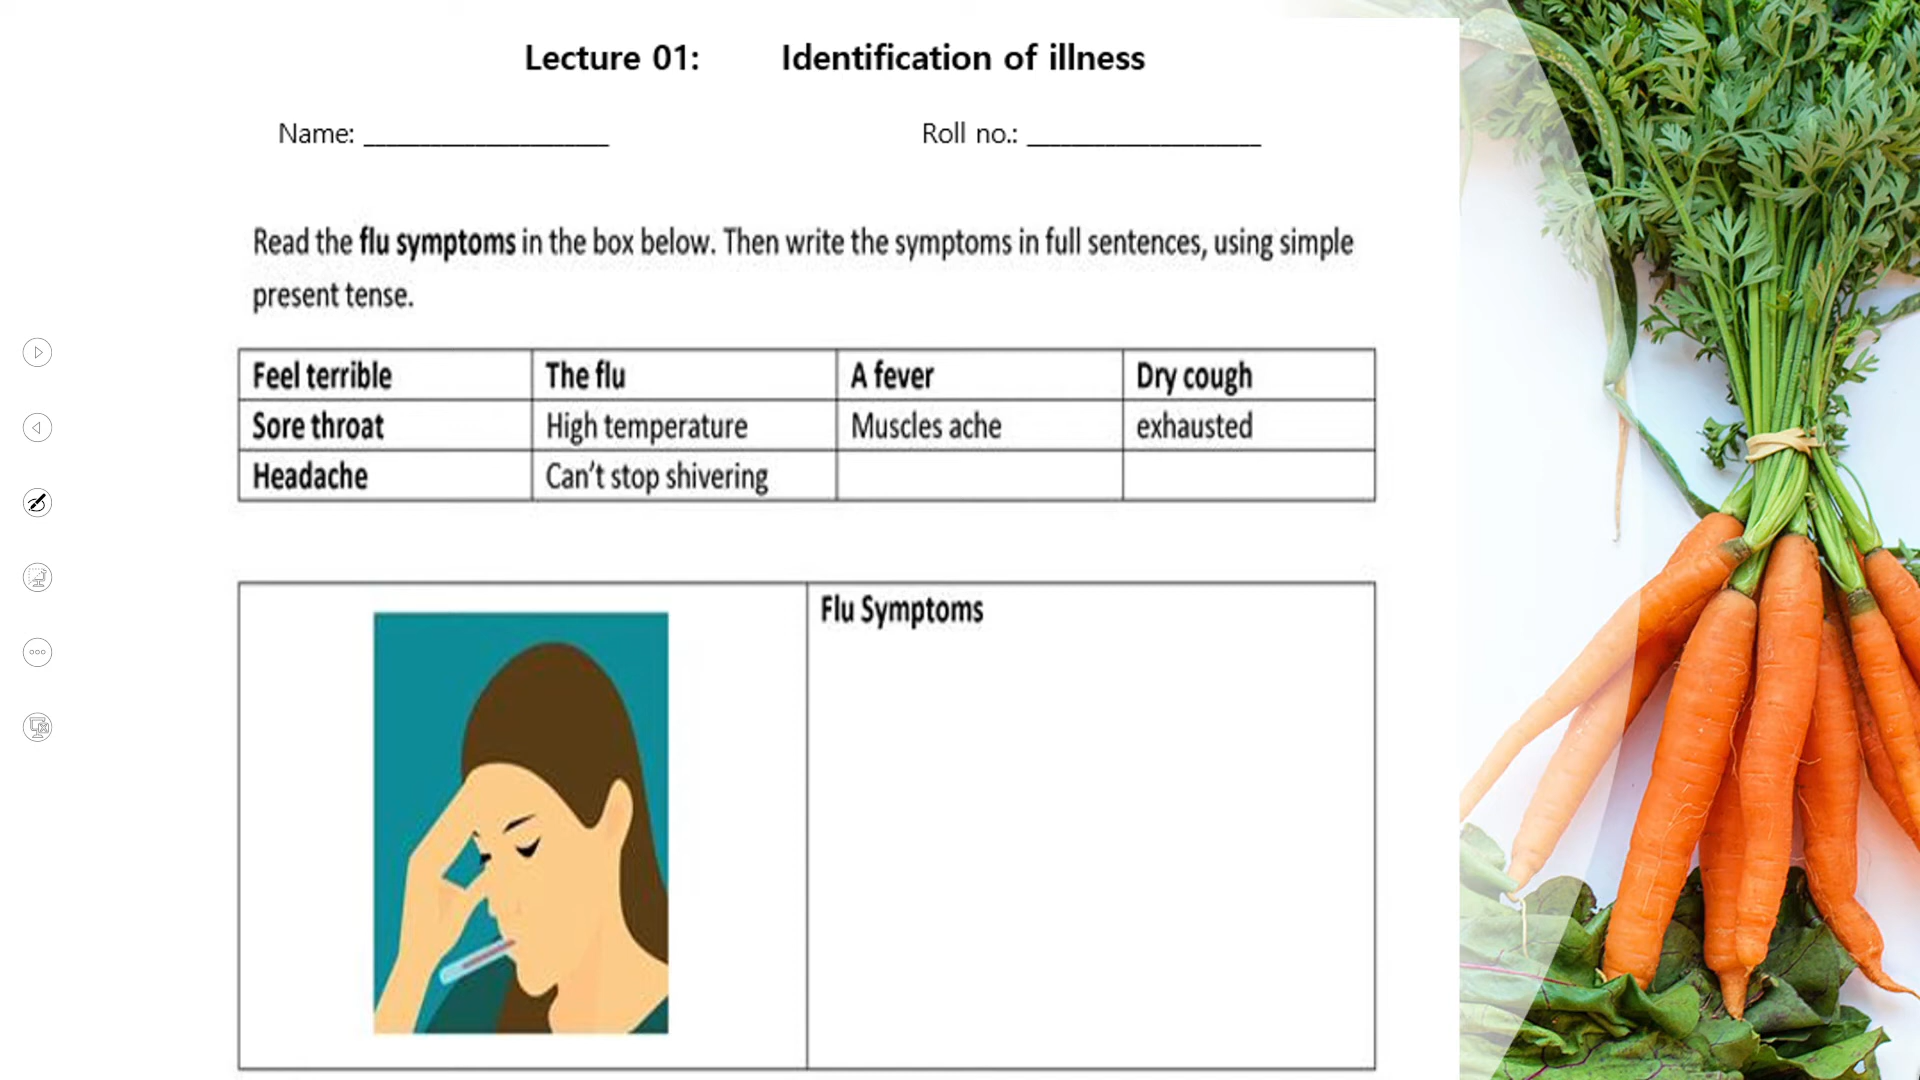 Lecture 01: Identification of illness
Name: ____________________ Roll no.: ___________________
Read the flu symptoms in the box below. Then write the symptoms in full sentences, using simple
present tense.
Feel terrible The flu A fever Dry cough
Sore throat High temperature Muscles ache exhausted
Headache Can’t stop shivering
Flu Symptoms